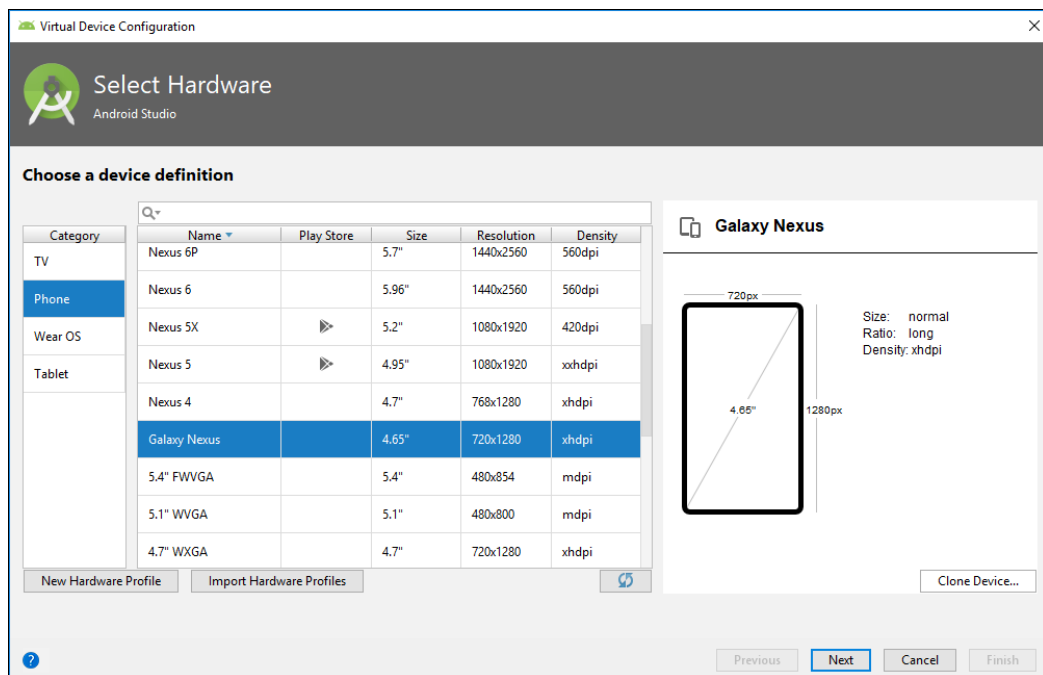 Virtual Device Configuration
Select Hardware
Android Studio
Choose a device definition
Category
TV
Phone
Wear OS
Tablet
Name Play Store Size Resolution Density
Nexus 6P 5.7" 1440x2560 560dpi
Nexus 6 5.96" 1440x2560 560dpi
Nexus 5X 5.2" 1080x1920 420dpi
Nexus 5 4.95" 1080x1920 xxhdpi
Nexus 4 4.7" 768x1280 xhdpi
Galaxy Nexus 4.65" 720x1280 xhdpi
5.4" FWVGA 5.4" 480x854 mdpi
5.1" WVGA 5.1" 480x800 mdpi
4.7" WXGA 4.7" 720x1280 xhdpi
New Hardware Profile Import Hardware Profiles
Galaxy Nexus
720px
4.65"
1280px
Size: normal
Ratio: long
Density: xhdpi
Clone Device...
?
Previous Next Cancel Finish